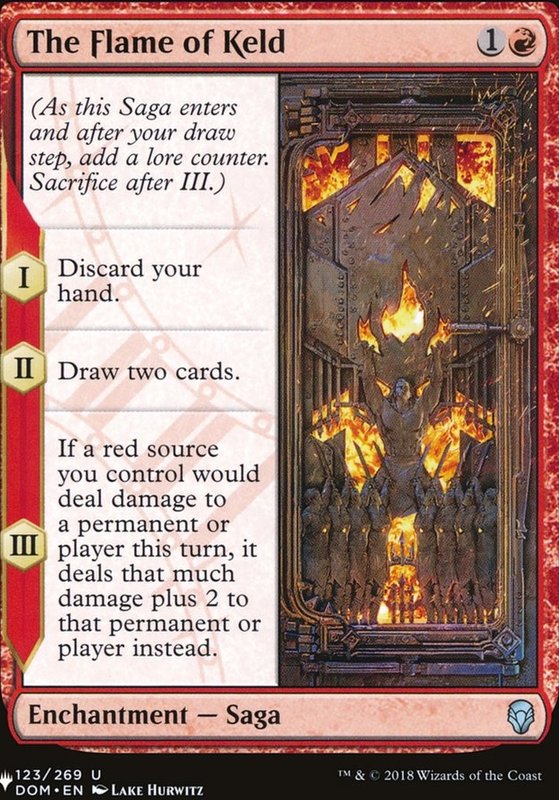 The Flame of Keld 1
(As this Saga enters
and after your draw
step, add a lore counter.
Sacrifice after III.)
I
Discard your
hand.
II
Draw two cards.
III
If a red source
you control would
deal damage to
a permanent or
player this turn, it
deals that much
damage plus 2 to
that permanent or
player instead.
Enchantment — Saga
123/269 U
DOM • EN Lake Hurwitz
™ & © 2018 Wizards of the Coast